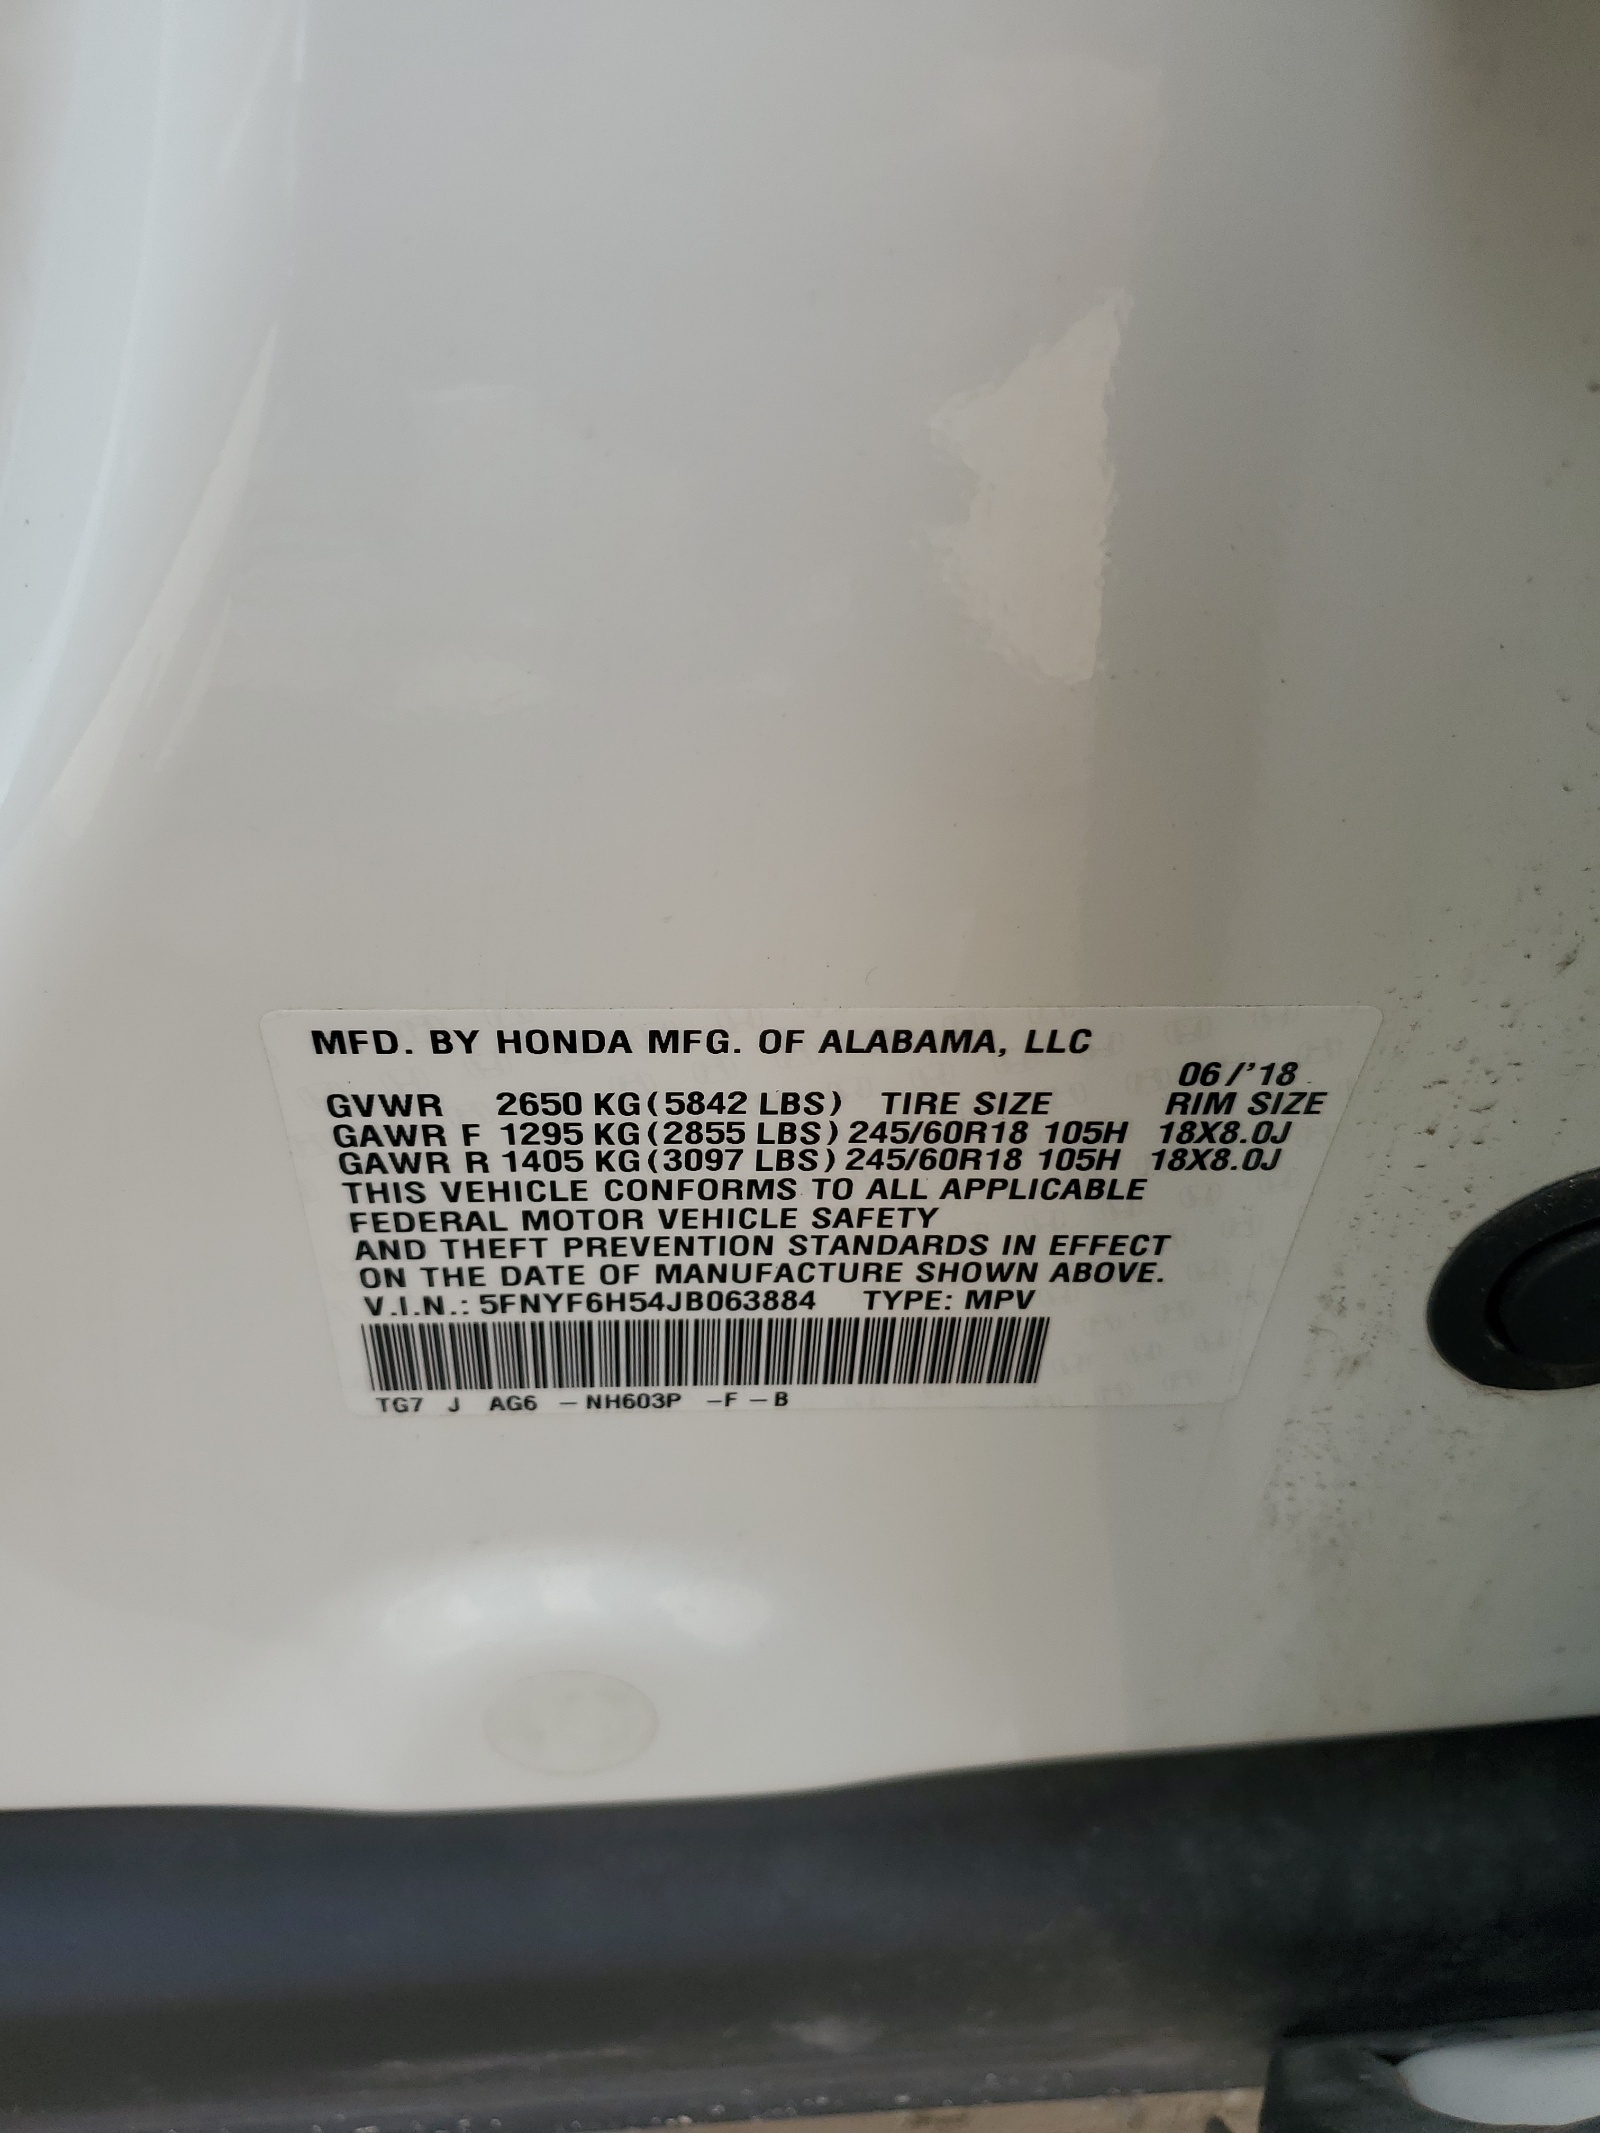 MFD. BY HONDA MFG. OF ALABAMA, LLC
06/'18
GVWR 2650 KG(5842 LBS) TIRE SIZE RIM SIZE
GAWR F 1295 KG(2855 LBS) 245/60R18 105H 18X8.0J
GAWR R 1405 KG(3097 LBS) 245/60R18 105H 18X8.0J
THIS VEHICLE CONFORMS TO ALL APPLICABLE
FEDERAL MOTOR VEHICLE SAFETY
AND THEFT PREVENTION STANDARDS IN EFFECT
ON THE DATE OF MANUFACTURE SHOWN ABOVE.
V.I.N.: 5FNYF6H54JB063884 TYPE: MPV
TG7 J AG6 – NH603P –F – B